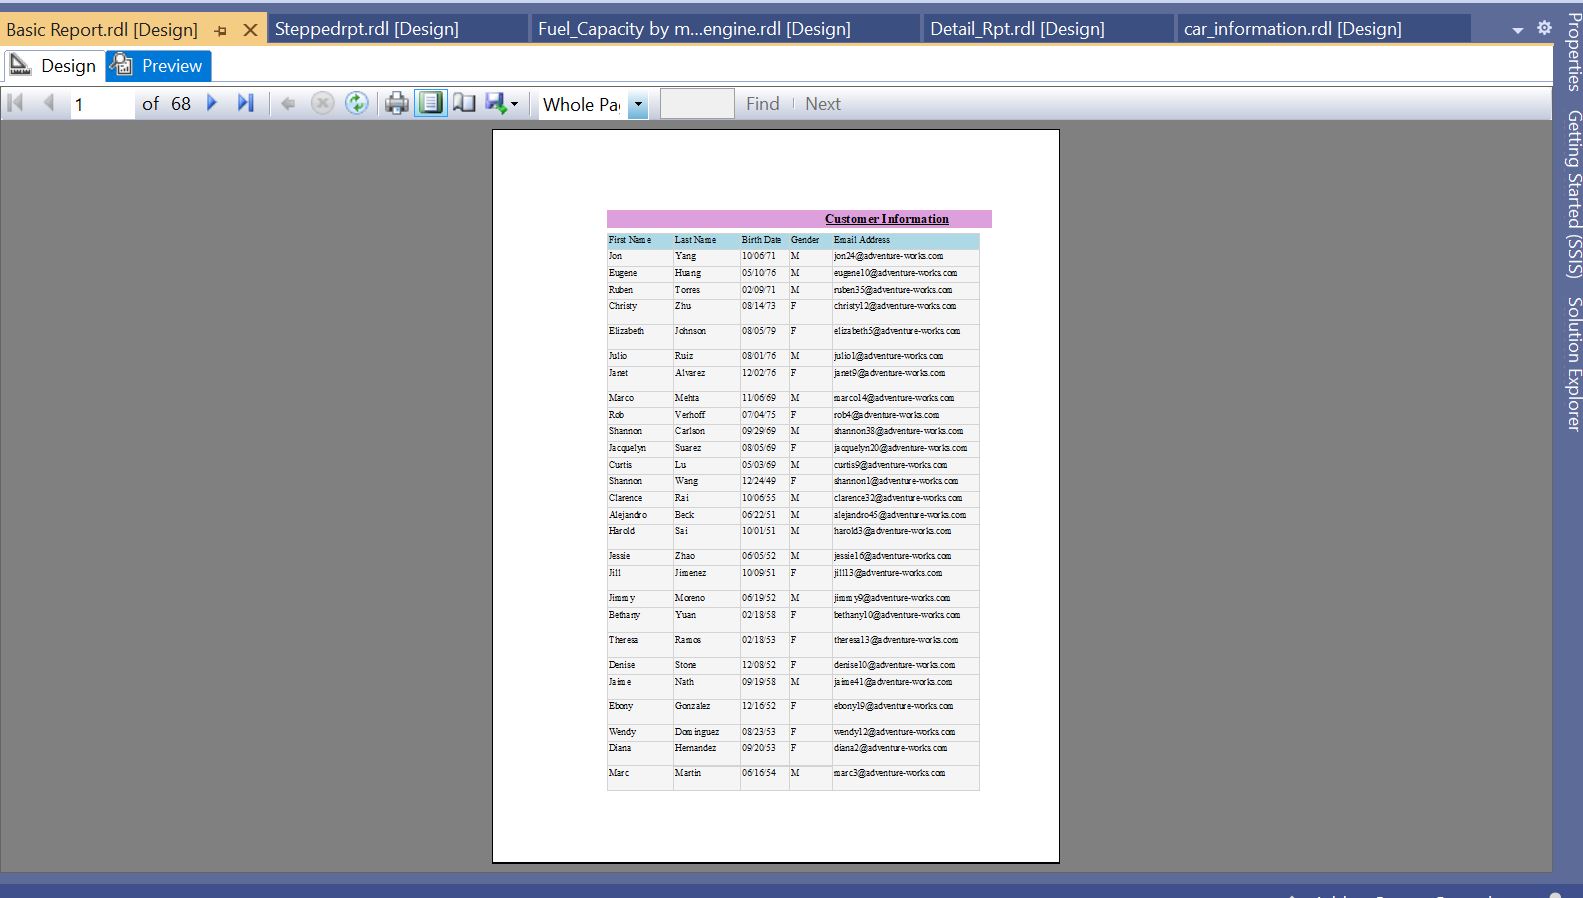 Basic Report.rdl [Design]
Steppedrpt.rdl [Design]
Fuel_Capacity by m...engine.rdl [Design]
Detail_Rpt.rdl [Design]
car_information.rdl [Design]
Design
Preview
1 of 68
Whole Pa
Find
Next
Customer Information
First Name Last Name Birth Date Gender Email Address
Jon Yang 10/06/71 M jon24@adventure-works.com
Eugene Huang 05/10/76 M eugene10@adventure-works.com
Ruben Torres 02/09/71 M ruben35@adventure-works.com
Christy Zhu 08/14/73 F christy12@adventure-works.com
Elizabeth Johnson 08/05/79 F elizabeth5@adventure-works.com
Julio Ruiz 08/01/76 M julio1@adventure-works.com
Janet Alvarez 12/02/76 F janet9@adventure-works.com
Marco Mehta 11/06/69 M marco14@adventure-works.com
Rob Verhoff 07/04/75 F rob4@adventure-works.com
Shannon Carlson 09/29/69 M shannon38@adventure-works.com
Jacquelyn Suarez 08/05/69 F jacquelyn20@adventure-works.com
Curtis Lu 05/03/69 M curtis9@adventure-works.com
Shannon Wang 12/24/49 F shannon1@adventure-works.com
Clarence Rai 10/06/55 M clarence32@adventure-works.com
Alejandro Beck 06/22/51 M alejandro45@adventure-works.com
Harold Sai 10/01/51 M harold3@adventure-works.com
Jessie Zhao 06/05/52 M jessie16@adventure-works.com
Jill Jimenez 10/09/51 F jill13@adventure-works.com
Jimmy Moreno 06/19/52 M jimmy9@adventure-works.com
Bethany Yuan 02/18/58 F bethany10@adventure-works.com
Theresa Ramos 02/18/53 F theresa13@adventure-works.com
Denise Stone 12/08/52 F denise10@adventure-works.com
Jaime Nath 09/19/58 M jaime41@adventure-works.com
Ebony Gonzalez 12/16/52 F ebony19@adventure-works.com
Wendy Dominguez 08/23/53 F wendy12@adventure-works.com
Diana Hernandez 09/20/53 F diana2@adventure-works.com
Marc Martin 06/16/54 M marc3@adventure-works.com
Properties
Getting Started (SSIS)
Solution Explorer